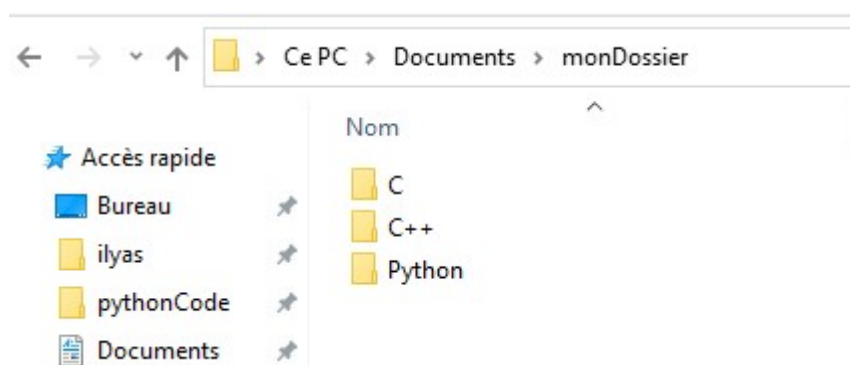 Ce PC > Documents > monDossier
Nom
Accès rapide
Bureau
ilyas
pythonCode
Documents
C
C++
Python